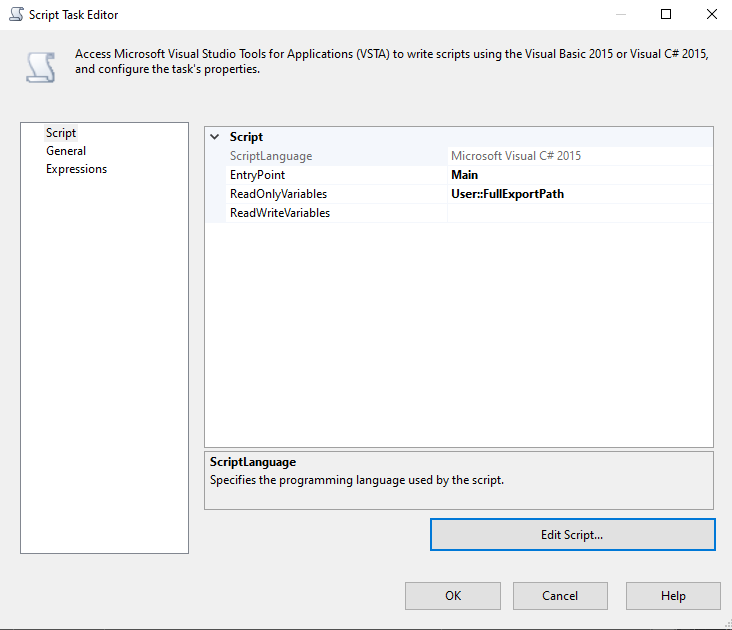 Script Task Editor
Access Microsoft Visual Studio Tools for Applications (VSTA) to write scripts using the Visual Basic 2015 or Visual C# 2015,
and configure the task's properties.
Script
General
Expressions
Script
ScriptLanguage Microsoft Visual C# 2015
EntryPoint Main
ReadOnlyVariables User::FullExportPath
ReadWriteVariables
ScriptLanguage
Specifies the programming language used by the script.
Edit Script...
OK Cancel Help